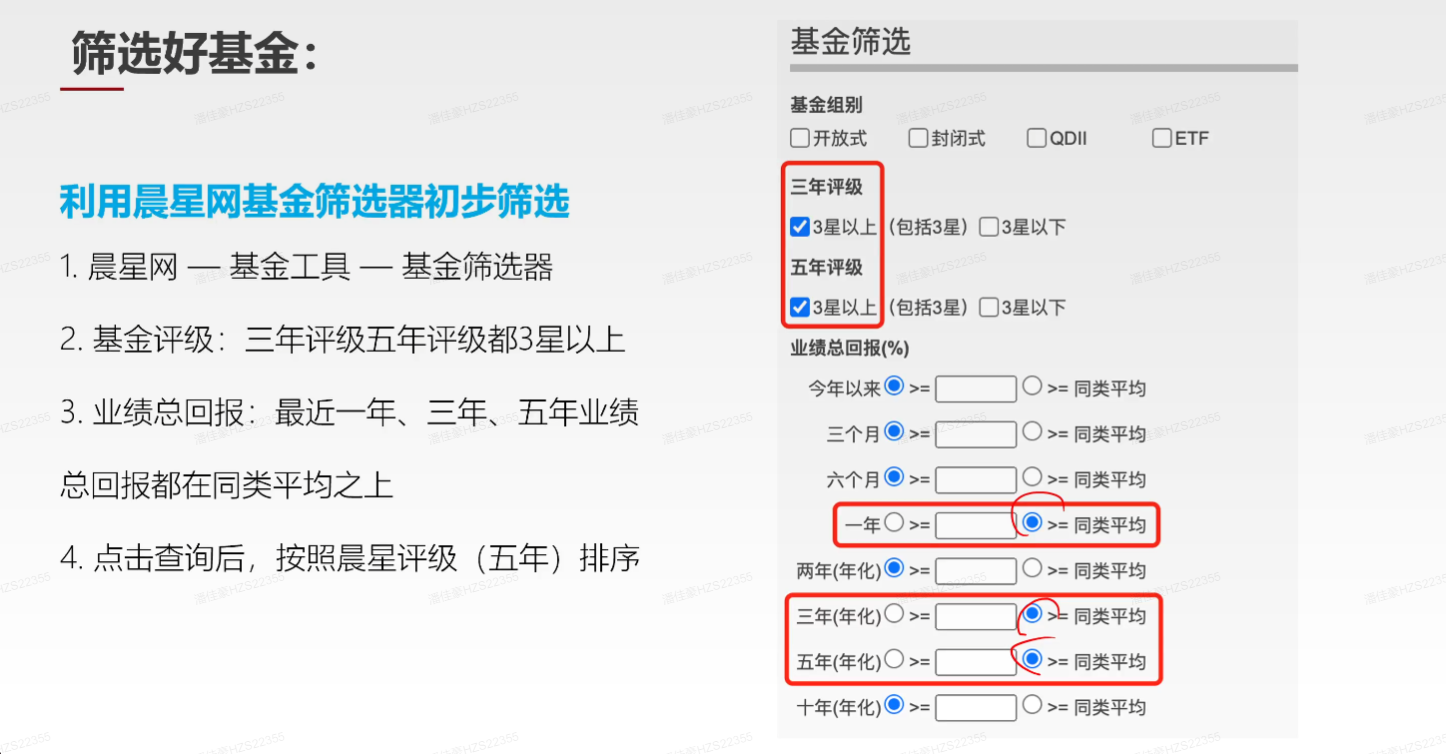 筛选好基金：
利用晨星网基金筛选器初步筛选
1. 晨星网 — 基金工具 — 基金筛选器
2. 基金评级：三年评级五年评级都3星以上
3. 业绩总回报：最近一年、三年、五年业绩
总回报都在同类平均之上
4. 点击查询后，按照晨星评级（五年）排序
基金筛选
基金组别
开放式 封闭式 QDII ETF
三年评级
3星以上 (包括3星) 3星以下
五年评级
3星以上 (包括3星) 3星以下
业绩总回报(%)
今年以来 >= >= 同类平均
三个月 >= >= 同类平均
六个月 >= >= 同类平均
一年 >= >= 同类平均
两年(年化) >= >= 同类平均
三年(年化) >= >= 同类平均
五年(年化) >= >= 同类平均
十年(年化) >= >= 同类平均
潘佳豪HZS22355